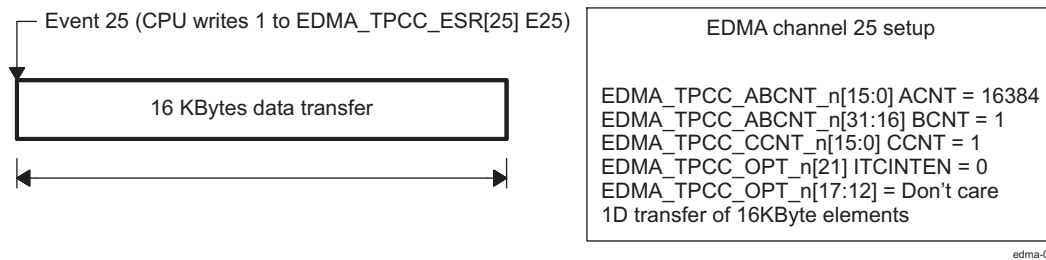 Event 25 (CPU writes 1 to EDMA_TPCC_ESR[25] E25)
16 KBytes data transfer
EDMA channel 25 setup
EDMA_TPCC_ABCNT_n[15:0] ACNT = 16384
EDMA_TPCC_ABCNT_n[31:16] BCNT = 1
EDMA_TPCC_CCNT_n[15:0] CCNT = 1
EDMA_TPCC_OPT_n[21] ITCINTEN = 0
EDMA_TPCC_OPT_n[17:12] = Don't care
1D transfer of 16KByte elements